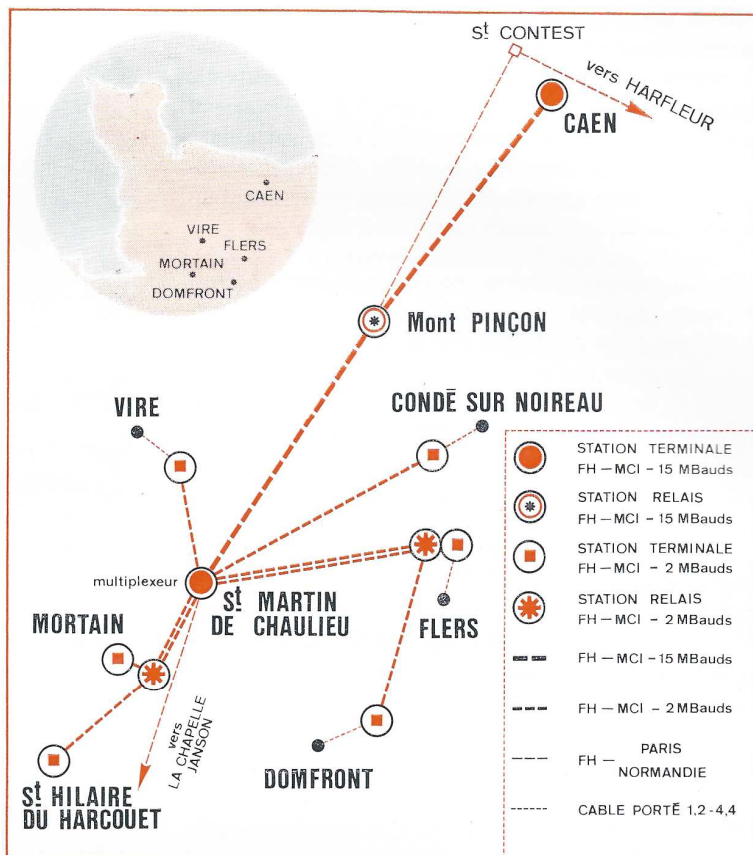 St CONTEST
vers HARFLEUR
CAEN
CAEN
VIRE
FLERS
MORTAIN
DOMFRONT
Mont PINÇON
VIRE
CONDĒ SUR NOIREAU
multiplexeur
St MARTIN
DE CHAULIEU
FLERS
MORTAIN
vers
LA CHAPELLE
JANSON
DOMFRONT
St HILAIRE
DU HARCOUET
STATION TERMINALE
FH – MCI – 15 MBauds
STATION RELAIS
FH – MCI – 15 MBauds
STATION TERMINALE
FH – MCI – 2 MBauds
STATION RELAIS
FH – MCI – 2 MBauds
FH – MCI – 15 MBauds
FH – MCI – 2 MBauds
FH – PARIS
NORMANDIE
CABLE PORTÉ 1,2 - 4,4